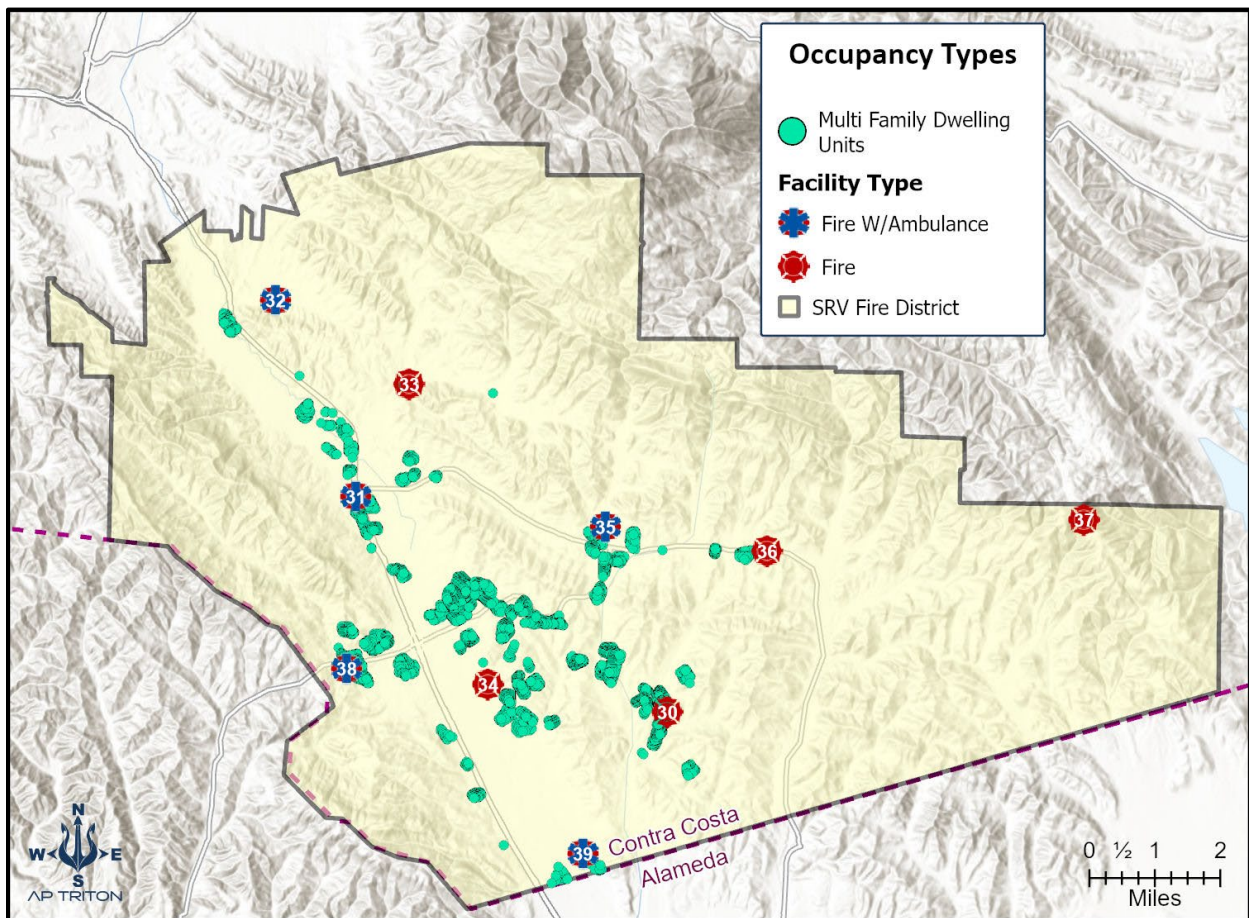 Occupancy Types
Multi Family Dwelling
Units
Facility Type
Fire W/Ambulance
Fire
SRV Fire District
32
33
31
35
36
37
38
34
30
39
Contra Costa
Alameda
N
W E
S
AP TRITON
0 ½ 1 2
Miles